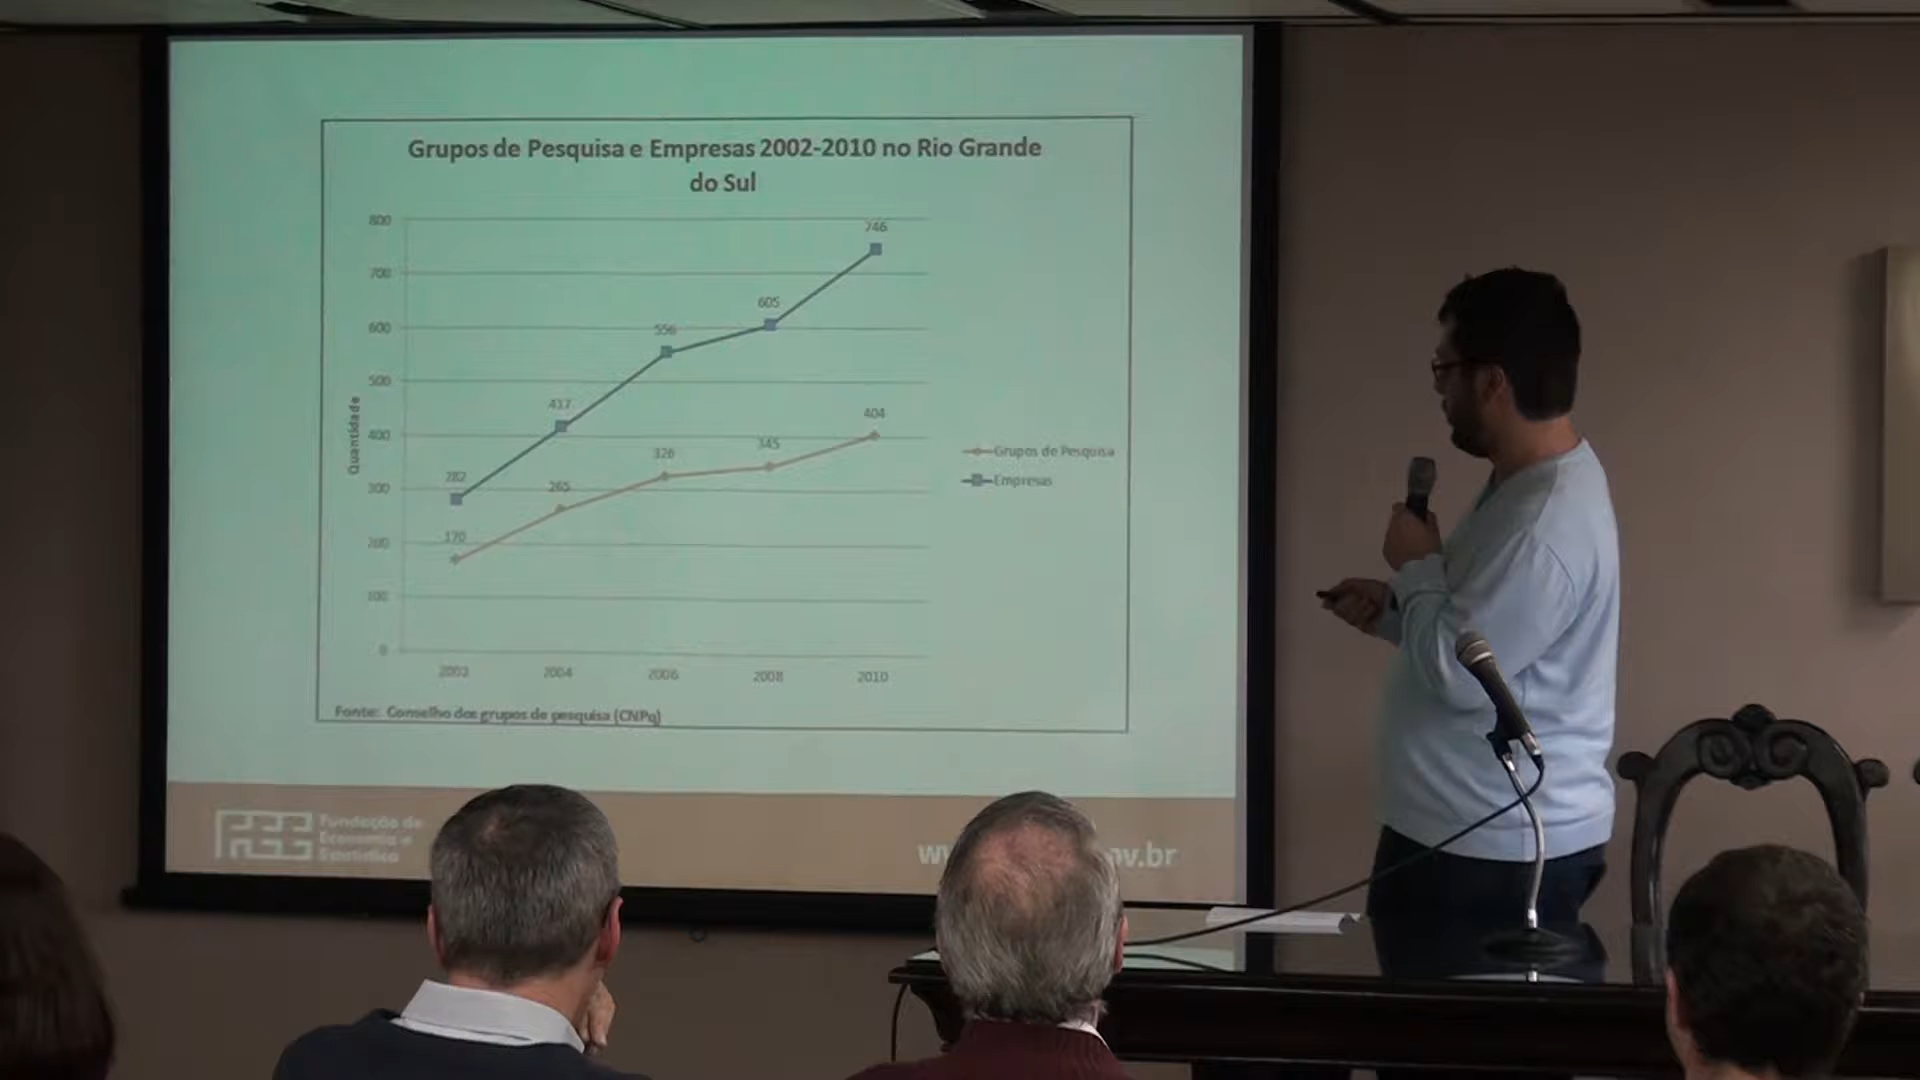 Grupos de Pesquisa e Empresas 2002-2010 no Rio Grande
do Sul
800
746
700
605
600
556
500
417
Quantidade
400
404
345
326
Grupos de Pesquisa
Empresas
300
282
265
200
170
100
0
2002
2004
2006
2008
2010
Fonte: Conselho dos grupos de pesquisa (CNPq)
FEE
Fundação de
Economia e
Estatística
ov.br